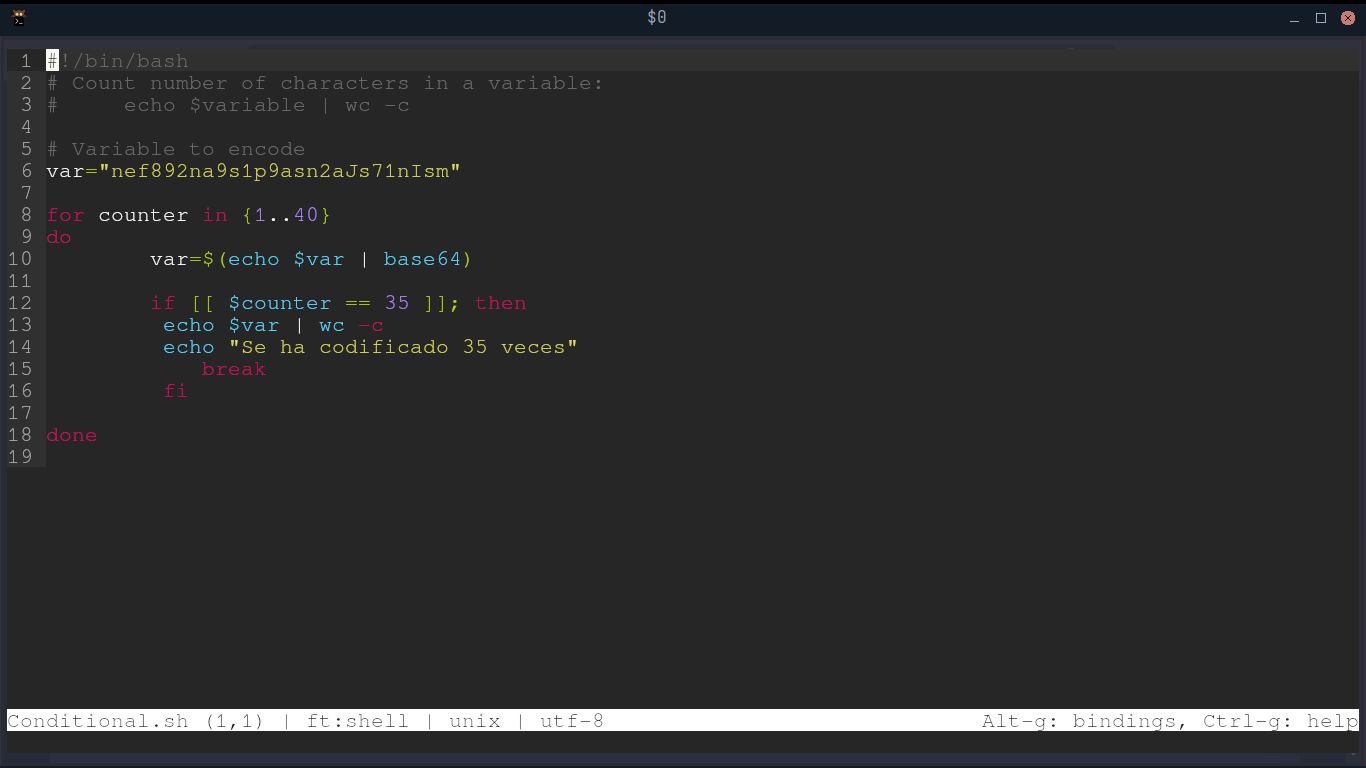 $0
1 #!/bin/bash
2 # Count number of characters in a variable:
3 #     echo $variable | wc -c
4
5 # Variable to encode
6 var="nef892na9s1p9asn2aJs71nIsm"
7
8 for counter in {1..40}
9 do
10         var=$(echo $var | base64)
11
12         if [[ $counter == 35 ]]; then
13          echo $var | wc -c
14          echo "Se ha codificado 35 veces"
15             break
16          fi
17
18 done
19
Conditional.sh (1,1) | ft:shell | unix | utf-8 Alt-g: bindings, Ctrl-g: help